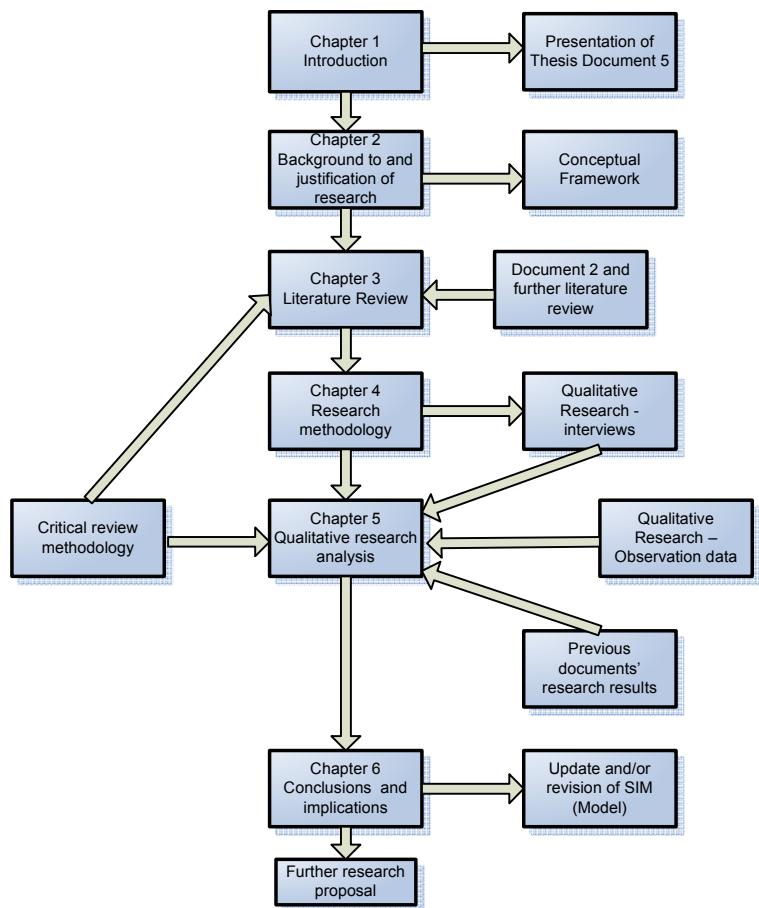 Chapter 1
Introduction
Presentation of
Thesis Document 5
Chapter 2
Background to and
justification of
research
Conceptual
Framework
Chapter 3
Literature Review
Document 2 and
further literature
review
Chapter 4
Research
methodology
Qualitative
Research -
interviews
Critical review
methodology
Chapter 5
Qualitative research
analysis
Qualitative
Research –
Observation data
Previous
documents’
research results
Chapter 6
Conclusions and
implications
Update and/or
revision of SIM
(Model)
Further research
proposal